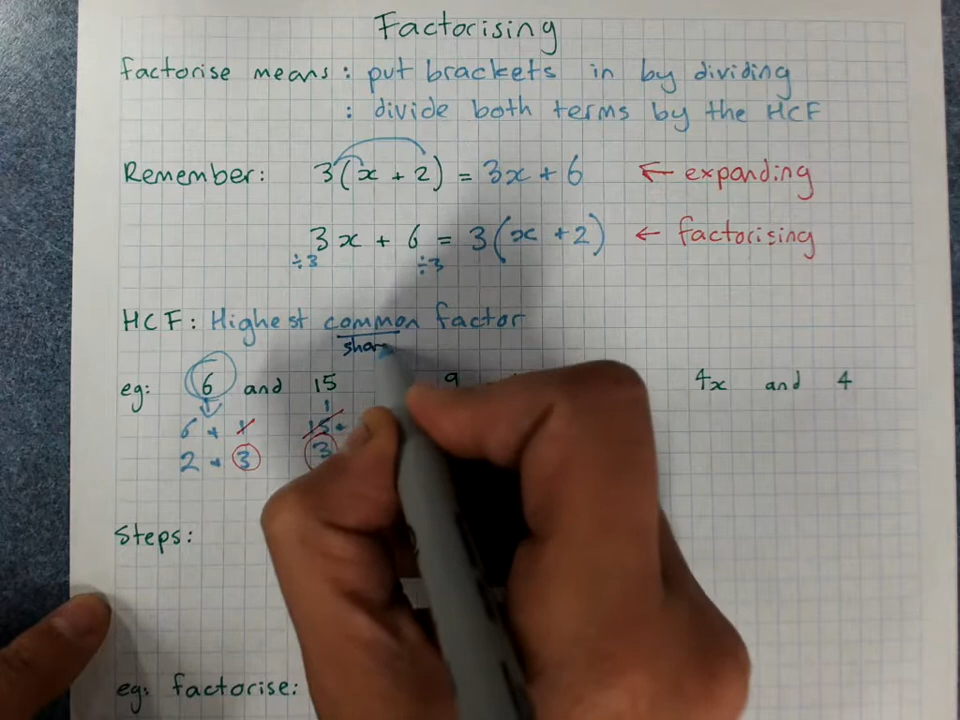 Factorising
factorise means: put brackets in by dividing
: divide both terms by the HCF
Remember: 3(x + 2) = 3x + 6 ← expanding
3x + 6 = 3(x + 2) ← factorising
÷3 ÷3
HCF: Highest common factor
shar
eg: 6 and 15 9 4x and 4
6 * 1 15 * 1
2 * 3 3
Steps:
eg: factorise: